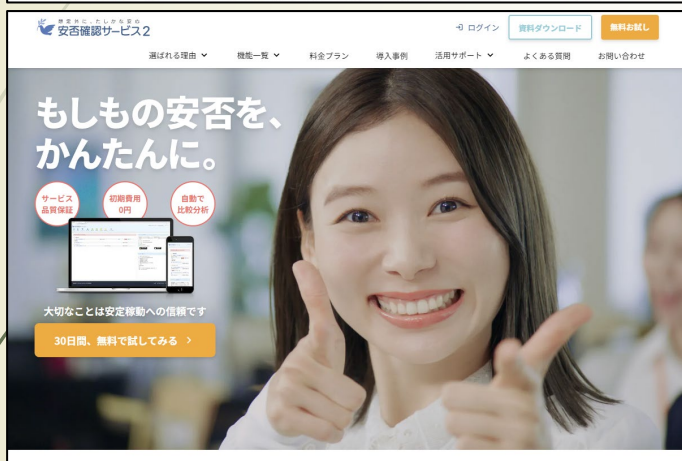 想定外に、たしかな安心
安否確認サービス2
ログイン
資料ダウンロード
無料お試し
選ばれる理由
機能一覧
料金プラン
導入事例
活用サポート
よくある質問
お問い合わせ
もしもの安否を、
かんたんに。
サービス
品質保証
初期費用
0円
自動で
比較分析
大切なことは安定稼動への信頼です
30日間、無料で試してみる